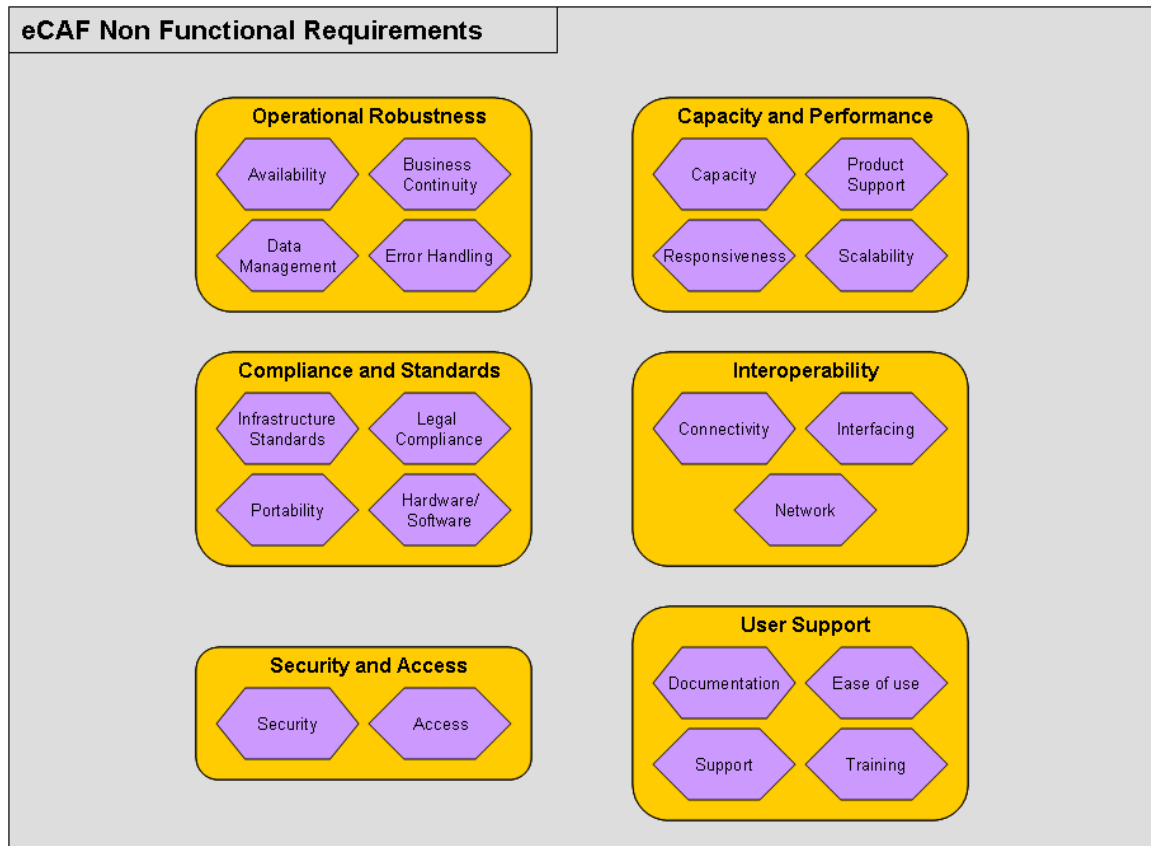 eCAF Non Functional Requirements
Operational Robustness
Availability
Business
Continuity
Data
Management
Error Handling
Capacity and Performance
Capacity
Product
Support
Responsiveness
Scalability
Compliance and Standards
Infrastructure
Standards
Legal
Compliance
Portability
Hardware/
Software
Interoperability
Connectivity
Interfacing
Network
Security and Access
Security
Access
User Support
Documentation
Ease of use
Support
Training